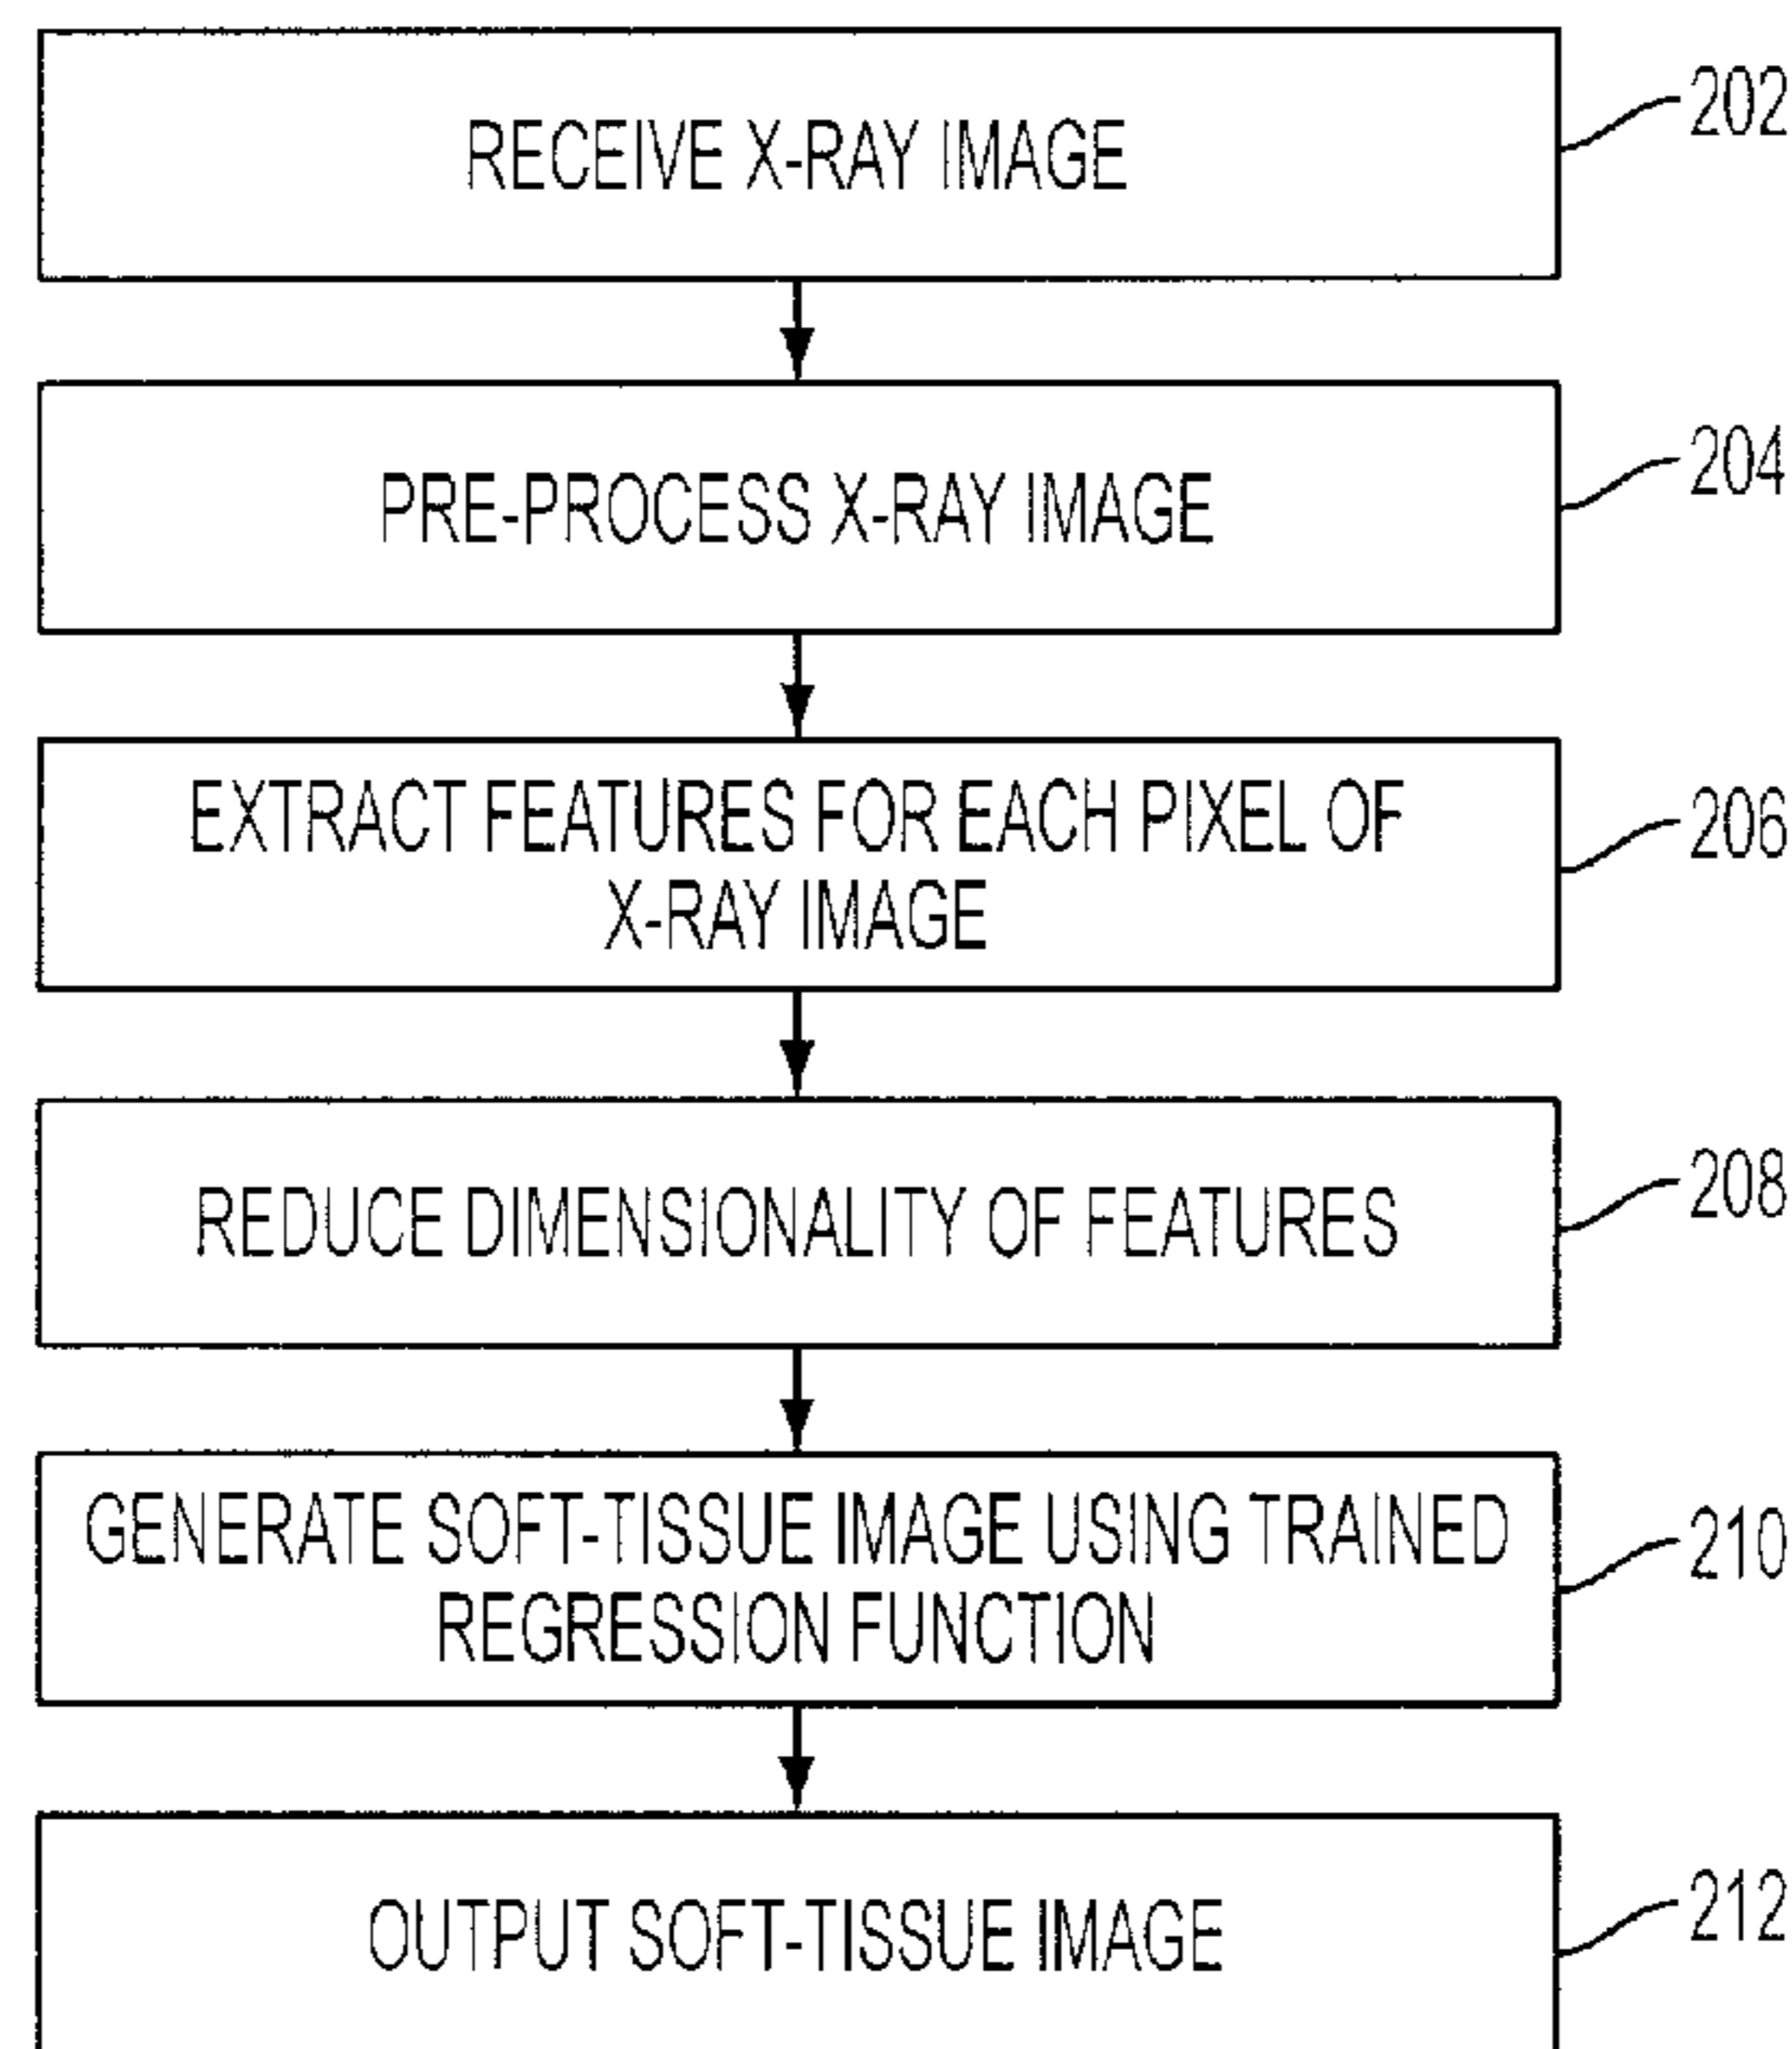 RECEIVE X-RAY IMAGE
202
PRE-PROCESS X-RAY IMAGE
204
EXTRACT FEATURES FOR EACH PIXEL OF
X-RAY IMAGE
206
REDUCE DIMENSIONALITY OF FEATURES
208
GENERATE SOFT-TISSUE IMAGE USING TRAINED
REGRESSION FUNCTION
210
OUTPUT SOFT-TISSUE IMAGE
212